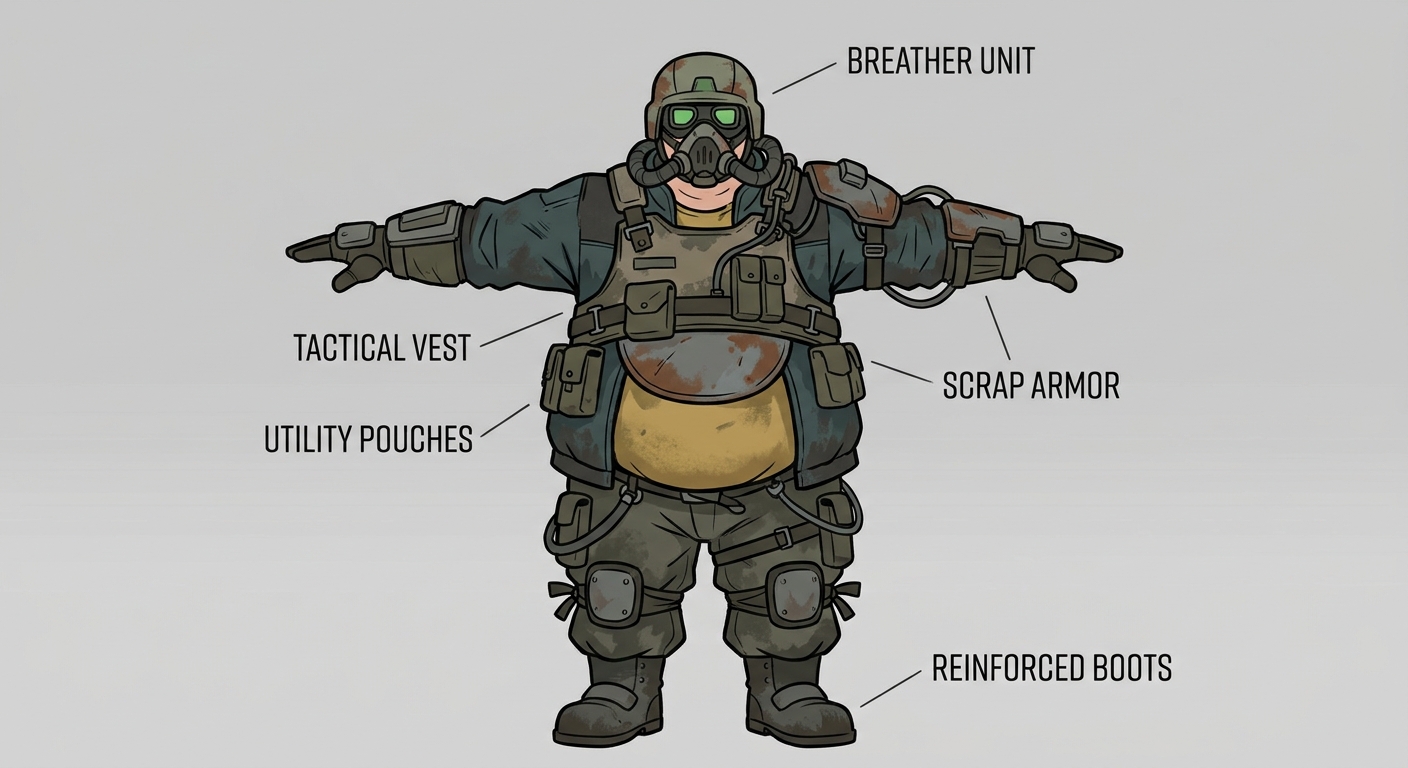 BREATHER UNIT
TACTICAL VEST
SCRAP ARMOR
UTILITY POUCHES
REINFORCED BOOTS